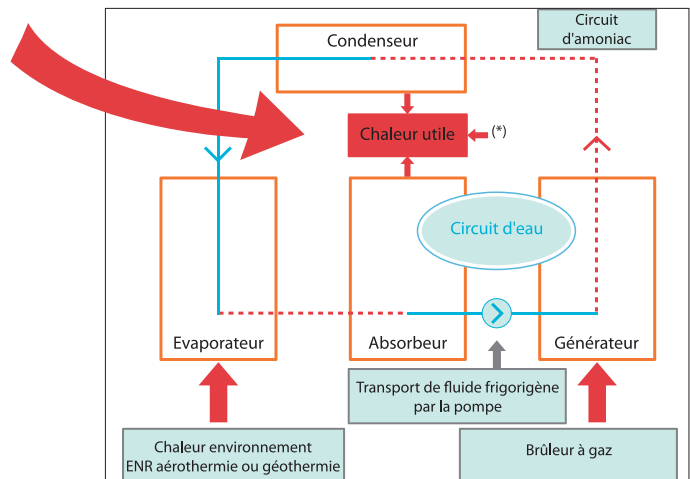 Circuit
d'amoniac
Condenseur
Chaleur utile
(*)
Circuit d'eau
Evaporateur
Absorbeur
Générateur
Transport de fluide frigorigène
par la pompe
Chaleur environnement
ENR aérothermie ou géothermie
Brûleur à gaz